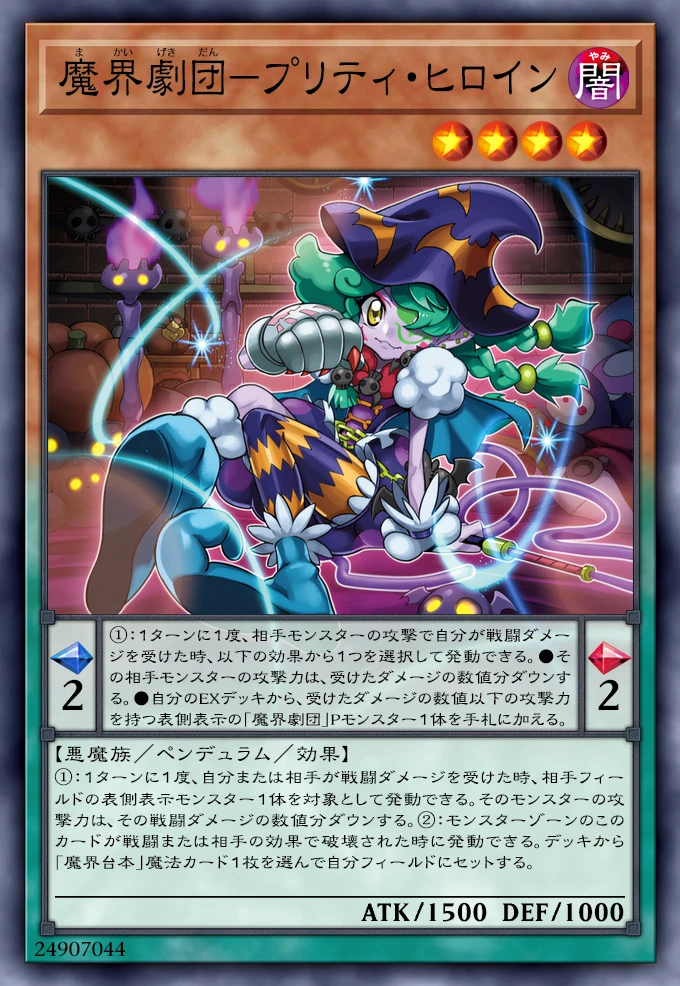 まかいげきだん
魔界劇団－プリティ・ヒロイン
やみ
闇
①：1ターンに1度、相手モンスターの攻撃で自分が戦闘ダメー
ジを受けた時、以下の効果から1つを選択して発動できる。●そ
の相手モンスターの攻撃力は、受けたダメージの数値分ダウンす
る。●自分のEXデッキから、受けたダメージの数値以下の攻撃力
を持つ表側表示の「魔界劇団」Pモンスター1体を手札に加える。
2
2
【悪魔族／ペンデュラム／効果】
①：1ターンに1度、自分または相手が戦闘ダメージを受けた時、相手フィー
ルドの表側表示モンスター1体を対象として発動できる。そのモンスターの攻
撃力は、その戦闘ダメージの数値分ダウンする。②：モンスターゾーンのこの
カードが戦闘または相手の効果で破壊された時に発動できる。デッキから
「魔界台本」魔法カード1枚を選んで自分フィールドにセットする。
ATK/1500 DEF/1000
24907044